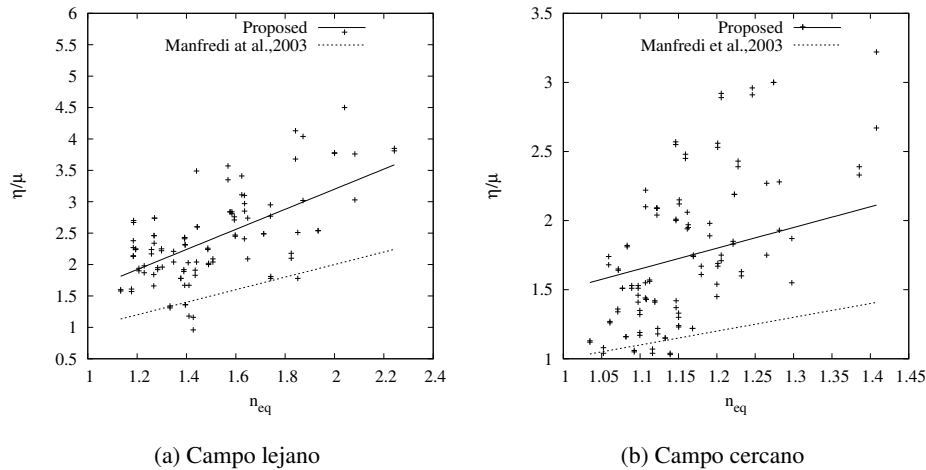 Proposed
Manfredi at al.,2003
6
5.5
5
4.5
4
3.5
3
2.5
2
1.5
1
0.5
η/μ
1 1.2 1.4 1.6 1.8 2 2.2 2.4
n_eq
(a) Campo lejano
Proposed
Manfredi et al.,2003
3.5
3
2.5
2
1.5
1
η/μ
1 1.05 1.1 1.15 1.2 1.25 1.3 1.35 1.4 1.45
n_eq
(b) Campo cercano